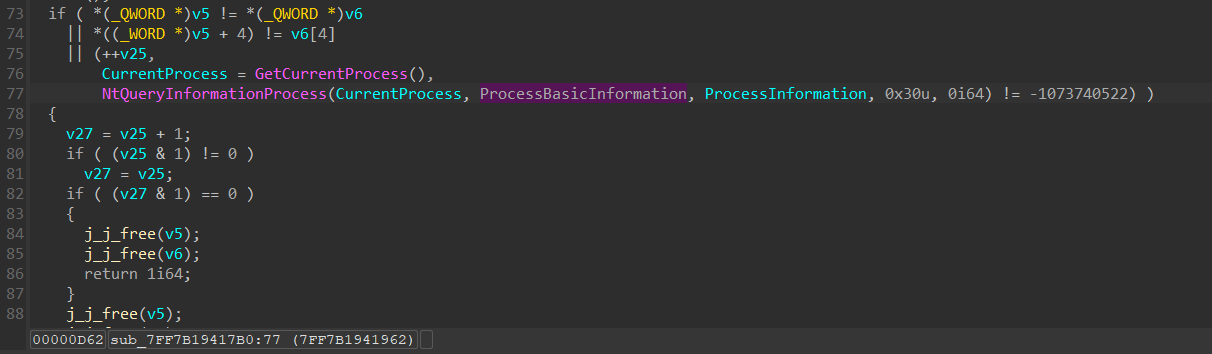 73 if ( *(_QWORD *)v5 != *(_QWORD *)v6
74 || *((_WORD *)v5 + 4) != v6[4]
75 || (++v25,
76 CurrentProcess = GetCurrentProcess(),
77 NtQueryInformationProcess(CurrentProcess, ProcessBasicInformation, ProcessInformation, 0x30u, 0i64) != -1073740522) )
78 {
79 v27 = v25 + 1;
80 if ( (v25 & 1) != 0 )
81 v27 = v25;
82 if ( (v27 & 1) == 0 )
83 {
84 j_j_free(v5);
85 j_j_free(v6);
86 return 1i64;
87 }
88 j_j_free(v5);
00000D62 sub_7FF7B19417B0:77 (7FF7B1941962)